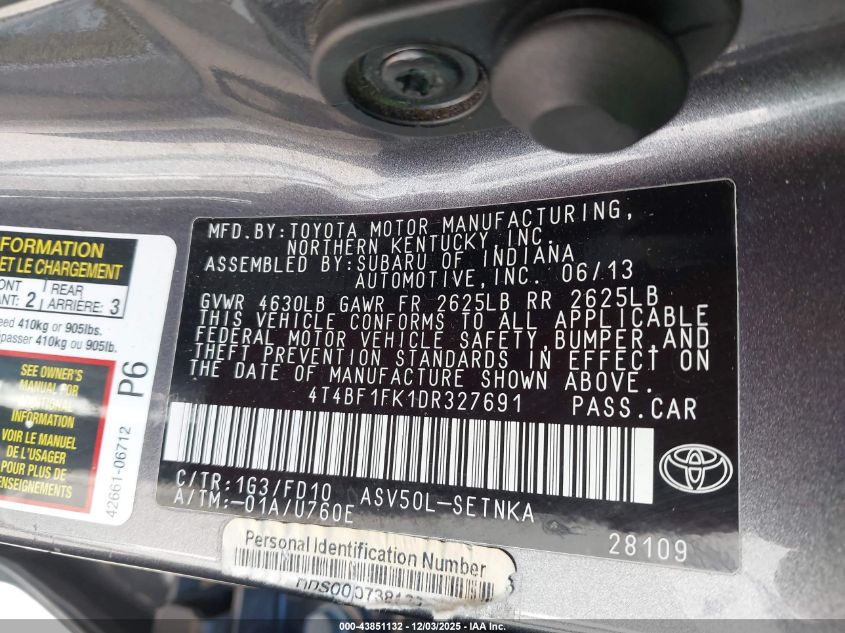 FORMATION
ET LE CHARGEMENT
REAR
2 ARRIÈRE: 3
410kg or 905lbs.
410 kg ou 905lb.
SEE OWNER'S
MANUAL FOR
ADDITIONAL
INFORMATION
VOIR LE MANUEL
POUR PLUS DE
P6
42661-06712
MFD.BY:TOYOTA MOTOR MANUFACTURING,
NORTHERN KENTUCKY, INC.
ASSEMBLED BY:SUBARU OF INDIANA
AUTOMOTIVE,INC. 06/13
GVWR 4630LB GAWR FR 2625LB RR 2625LB
THIS VEHICLE CONFORMS TO ALL APPLICABLE
FEDERAL MOTOR VEHICLE SAFETY,BUMPER,AND
THEFT PREVENTION STANDARDS IN EFFECT ON
THE DATE OF MANUFACTURE SHOWN ABOVE.
4T4BF1FK1DR327691 PASS.CAR
C/TR:1G3/FD10 ASV50L-SETNKA
A/TM:-01A/U760E
28109
Personal Identification Number
000-43851132 - 12/03/2025 - IAA Inc.